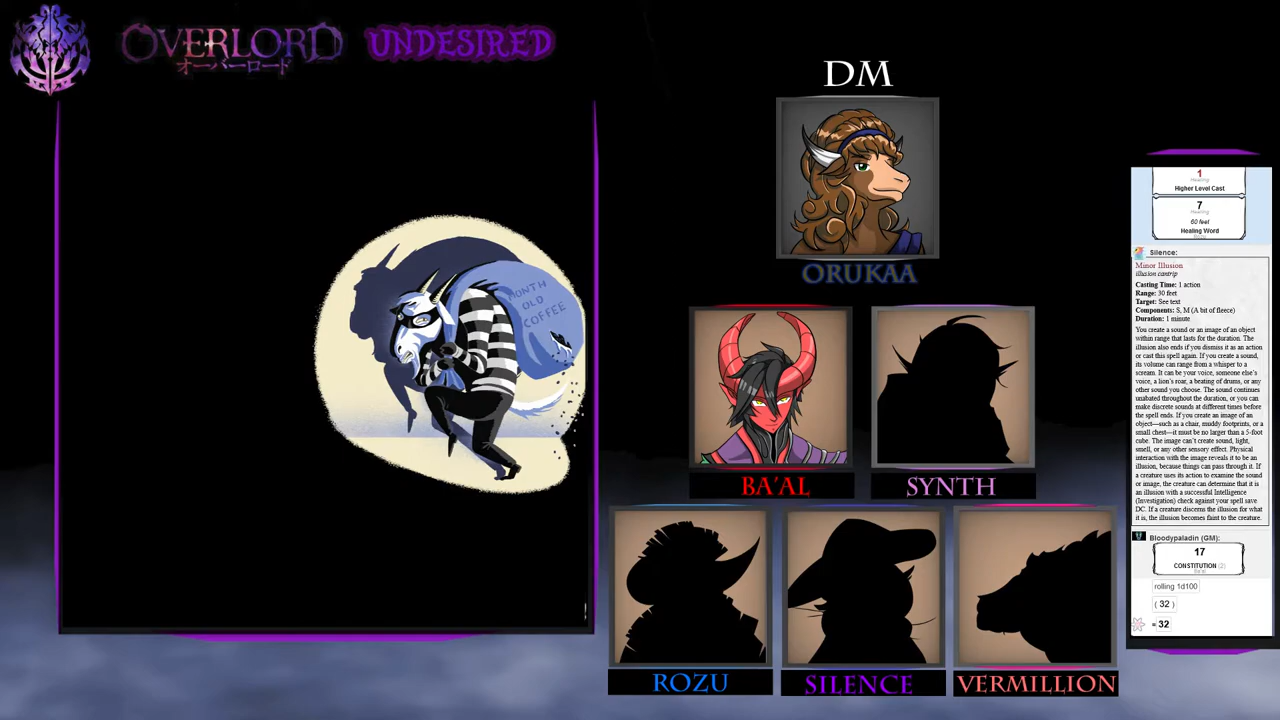 OVERLORD
オーバーロード
UNDESIRED
MONTH
OLD
COFFEE
DM
ORUKAA
BA'AL
SYNTH
ROZU
SILENCE
VERMILLION
1
Healing
Higher Level Cast
7
Healing
60 feet
Healing Word
Silence:
Minor Illusion
illusion cantrip
Casting Time: 1 action
Range: 30 feet
Target: See text
Components: S, M (A bit of fleece)
Duration: 1 minute
You create a sound or an image of an object
within range that lasts for the duration. The
illusion also ends if you dismiss it as an action
or cast this spell again. If you create a sound,
its volume can range from a whisper to a
scream. It can be your voice, someone else's
voice, a lion's roar, a beating of drums, or any
other sound you choose. The sound continues
unabated throughout the duration, or you can
make discrete sounds at different times before
the spell ends. If you create an image of an
object—such as a chair, muddy footprints, or a
small chest—it must be no larger than a 5-foot
cube. The image can't create sound, light,
smell, or any other sensory effect. Physical
interaction with the image reveals it to be an
illusion, because things can pass through it. If
a creature uses its action to examine the sound
or image, the creature can determine that it is
an illusion with a successful Intelligence
(Investigation) check against your spell save
DC. If a creature discerns the illusion for what
it is, the illusion becomes faint to the creature.
Bloodypaladin (GM):
17
CONSTITUTION (2)
rolling 1d100
( 32 )
= 32